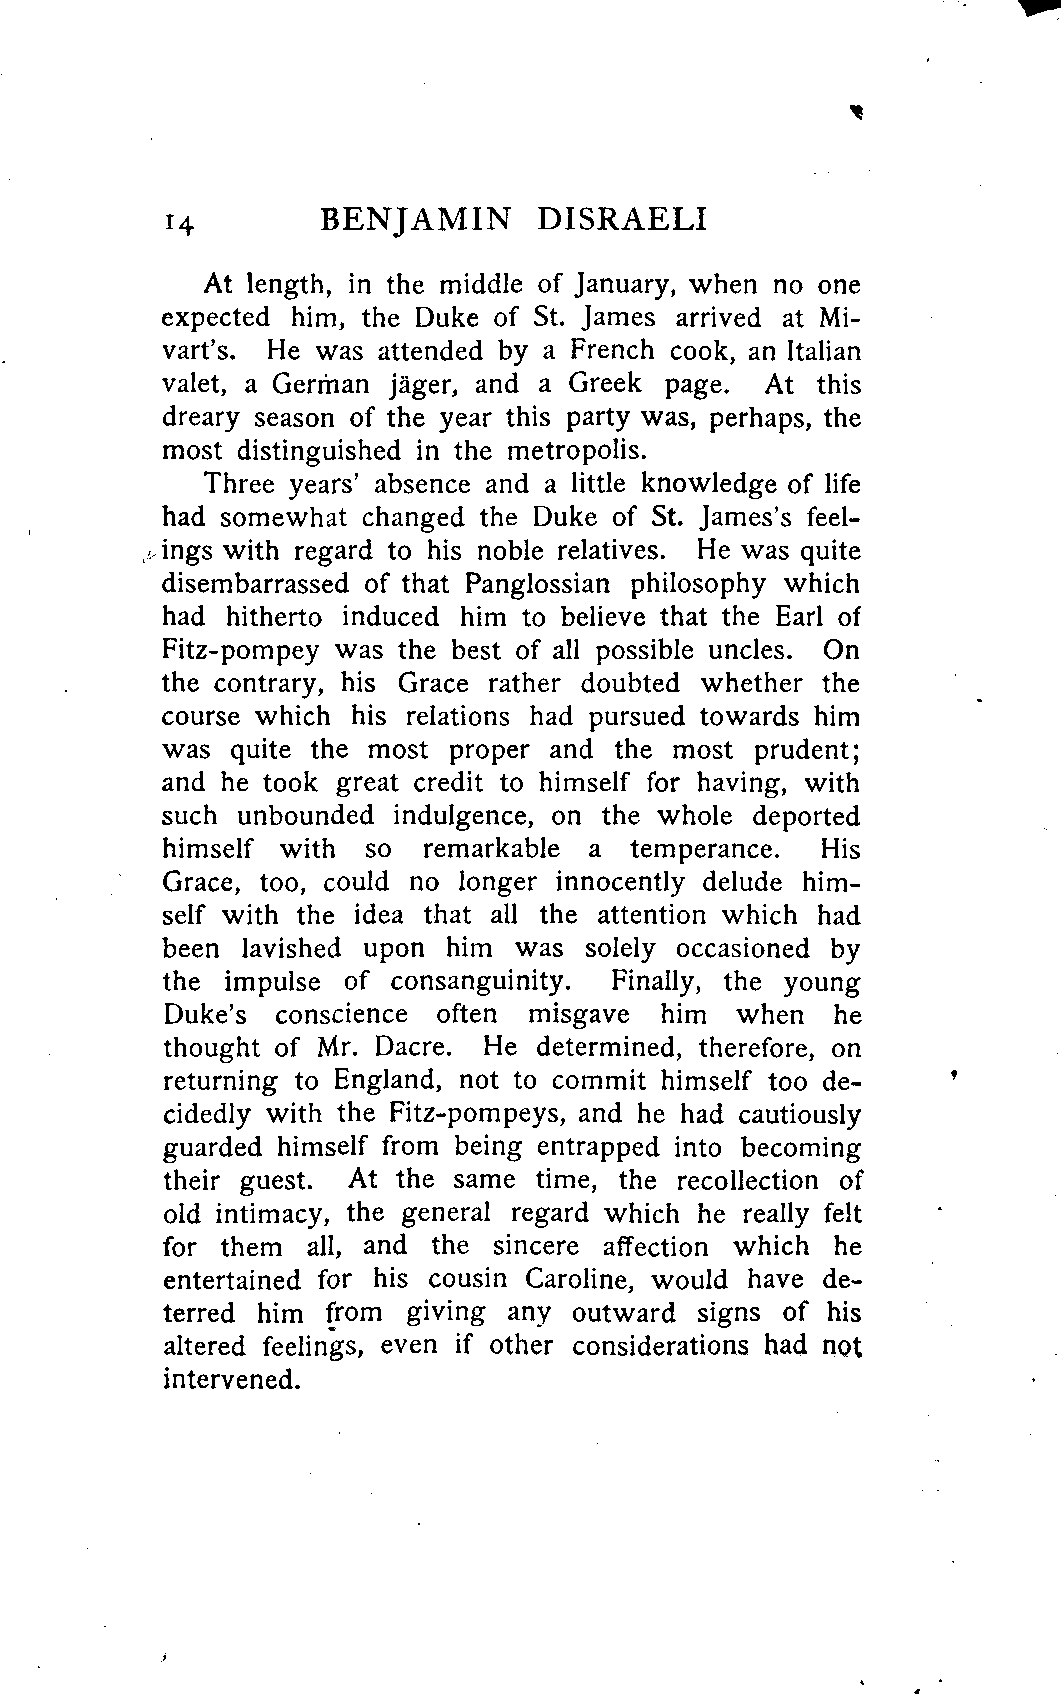 14 BENJAMIN DISRAELI
At length, in the middle of January, when no one
expected him, the Duke of St. James arrived at Mi-
vart's. He was attended by a French cook, an Italian
valet, a German jäger, and a Greek page. At this
dreary season of the year this party was, perhaps, the
most distinguished in the metropolis.
Three years' absence and a little knowledge of life
had somewhat changed the Duke of St. James's feel-
ings with regard to his noble relatives. He was quite
disembarrassed of that Panglossian philosophy which
had hitherto induced him to believe that the Earl of
Fitz-pompey was the best of all possible uncles. On
the contrary, his Grace rather doubted whether the
course which his relations had pursued towards him
was quite the most proper and the most prudent;
and he took great credit to himself for having, with
such unbounded indulgence, on the whole deported
himself with so remarkable a temperance. His
Grace, too, could no longer innocently delude him-
self with the idea that all the attention which had
been lavished upon him was solely occasioned by
the impulse of consanguinity. Finally, the young
Duke's conscience often misgave him when he
thought of Mr. Dacre. He determined, therefore, on
returning to England, not to commit himself too de-
cidedly with the Fitz-pompeys, and he had cautiously
guarded himself from being entrapped into becoming
their guest. At the same time, the recollection of
old intimacy, the general regard which he really felt
for them all, and the sincere affection which he
entertained for his cousin Caroline, would have de-
terred him from giving any outward signs of his
altered feelings, even if other considerations had not
intervened.